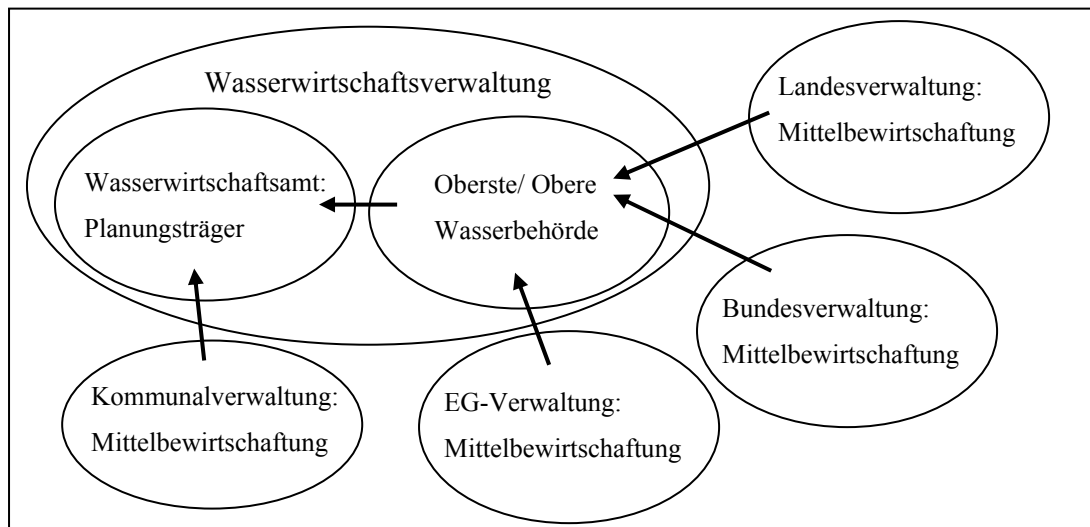 Wasserwirtschaftsverwaltung
Wasserwirtschaftsamt:
Planungsträger
Oberste/ Obere
Wasserbehörde
Landesverwaltung:
Mittelbewirtschaftung
Bundesverwaltung:
Mittelbewirtschaftung
Kommunalverwaltung:
Mittelbewirtschaftung
EG-Verwaltung:
Mittelbewirtschaftung